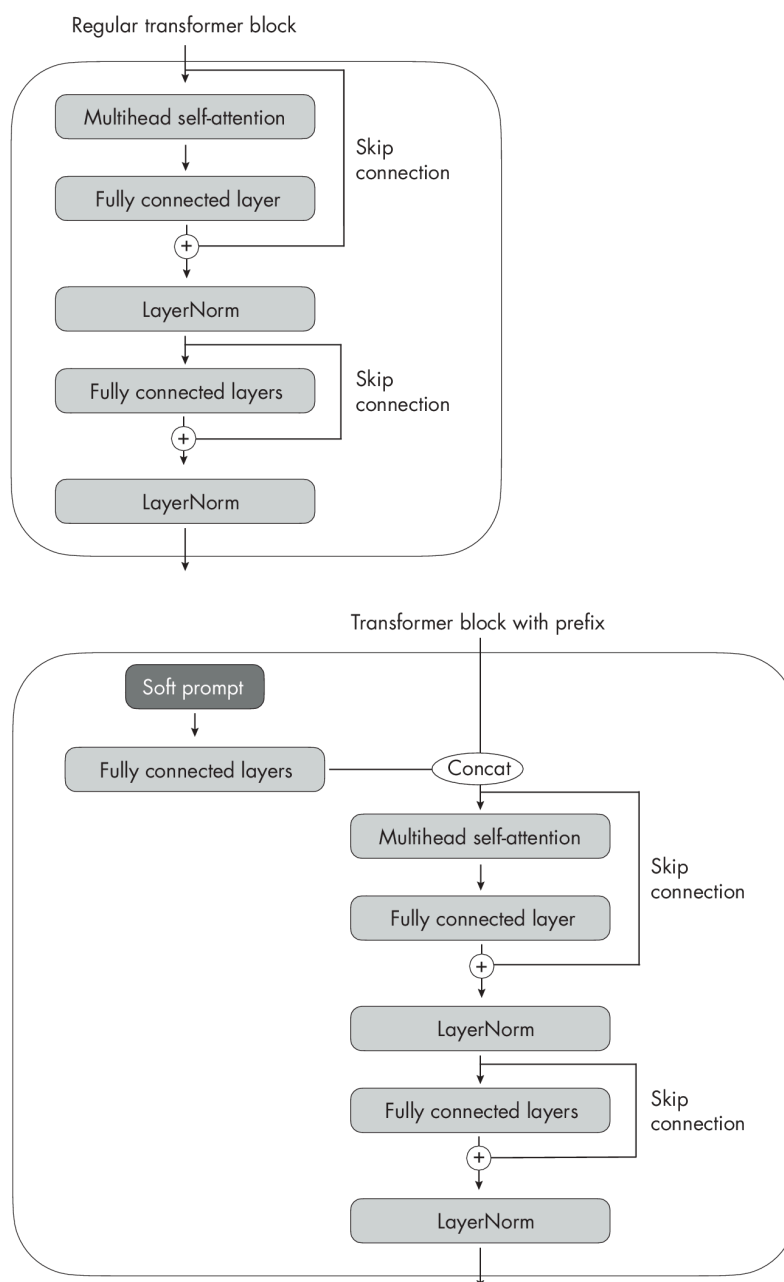 Regular transformer block
Multihead self-attention
Skip
connection
Fully connected layer
+
LayerNorm
Fully connected layers
Skip
connection
+
LayerNorm
Transformer block with prefix
Soft prompt
Fully connected layers
Concat
Multihead self-attention
Skip
connection
Fully connected layer
+
LayerNorm
Fully connected layers
Skip
connection
+
LayerNorm